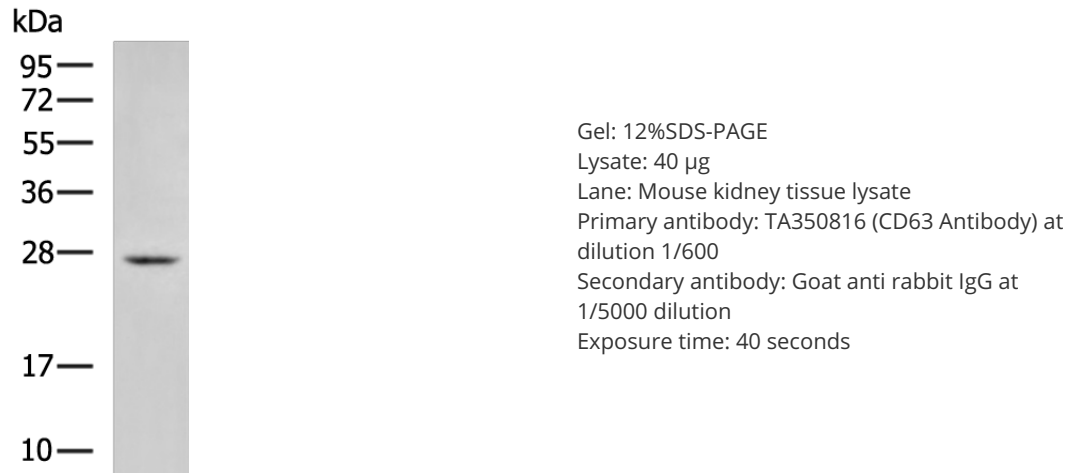 kDa
95
72
55
36
28
17
10
Gel: 12%SDS-PAGE
Lysate: 40 µg
Lane: Mouse kidney tissue lysate
Primary antibody: TA350816 (CD63 Antibody) at
dilution 1/600
Secondary antibody: Goat anti rabbit IgG at
1/5000 dilution
Exposure time: 40 seconds